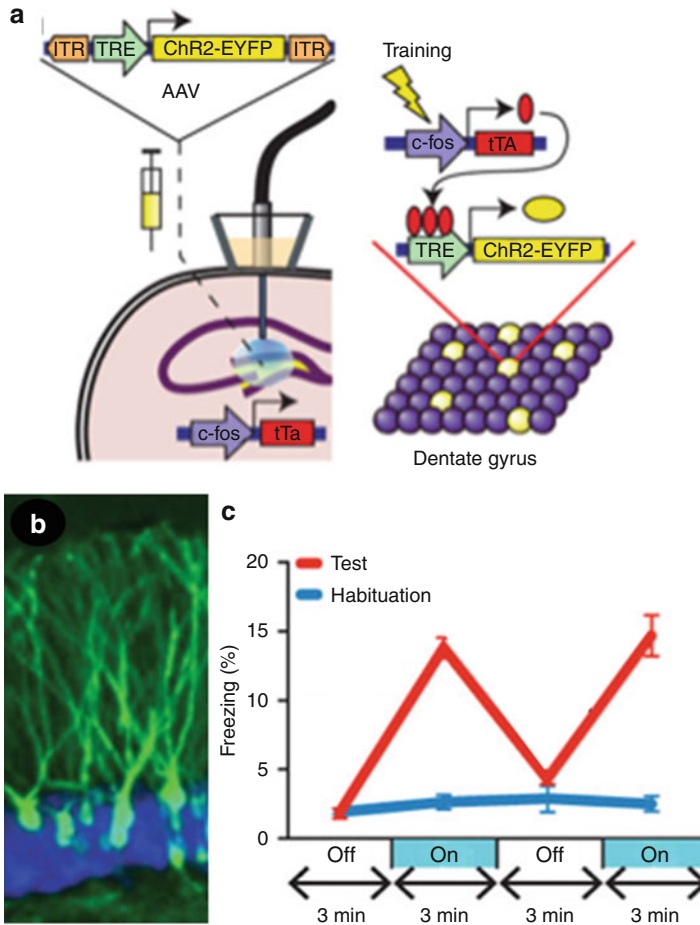 a
ITR TRE ChR2-EYFP ITR
AAV
c-fos tTa
Training
c-fos tTA
TRE ChR2-EYFP
Dentate gyrus
b
c
20
15
10
5
0
Freezing (%)
Test
Habituation
Off On Off On
3 min 3 min 3 min 3 min